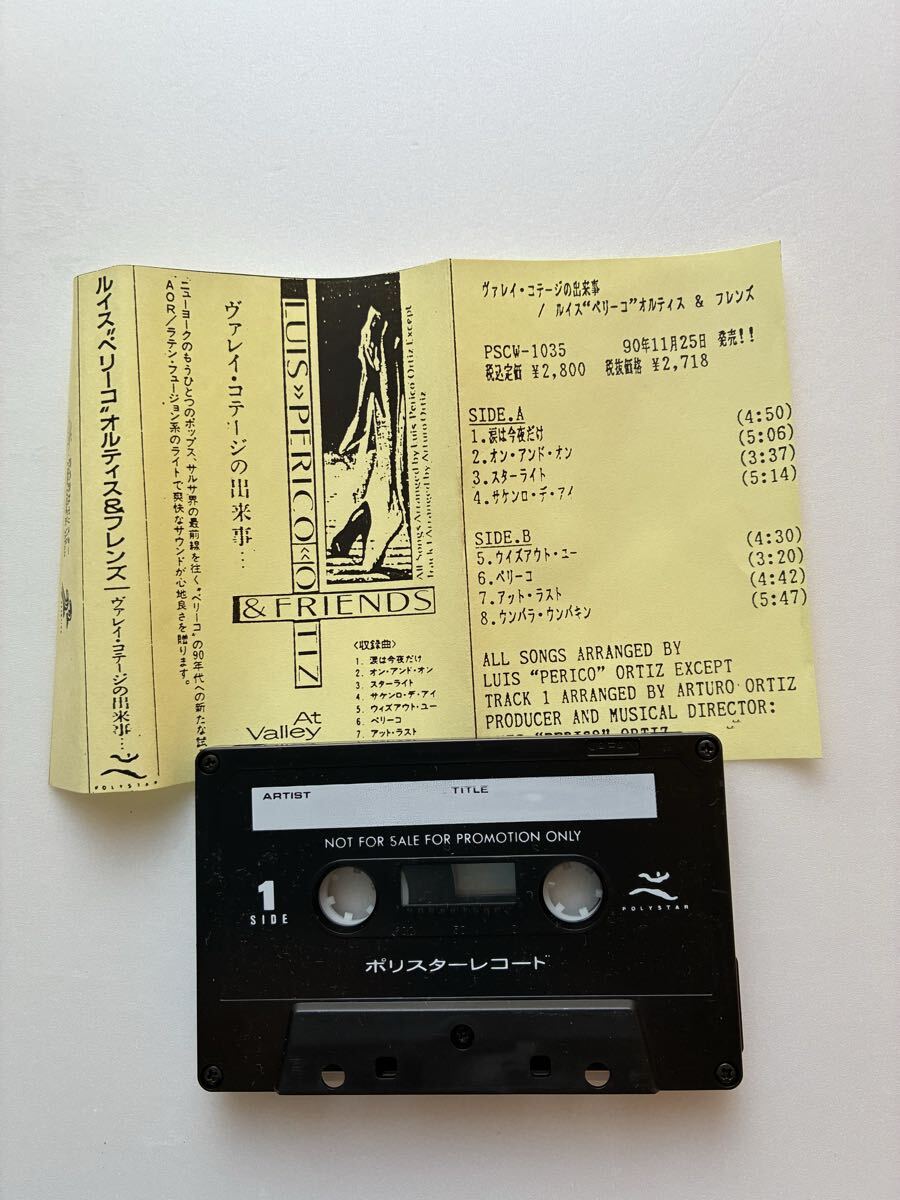 ルイス"ペリーコ"オルティス&フレンズ
ヴァレイ・コテージの出来事…
POLYSTAR
ニューヨークのもうひとつのポップス、サルサ界の最前線を往く"ペリーコ"の90年代への新たな試
AOR/ラテン・フュージョン系のライトで爽快なサウンドが心地良さを贈ります。
ヴァレイ・コテージの出来事…
LUIS »PERICO« ORTIZ
& FRIENDS
All Songs Arranged by Luis Perico Ortiz Except
Track 1 Arranged by Arturo Ortiz
At
Valley
〈収録曲〉
1. 涙は今夜だけ
2. オン・アンド・オン
3. スターライト
4. サケンロ・デ・アイ
5. ウィズアウト・ユー
6. ペリーコ
7. アット・ラスト
ヴァレイ・コテージの出来事
/ ルイス"ペリーコ"オルティス & フレンズ
PSCW-1035 90年11月25日 発売!!
税込定価 ¥2,800 税抜価格 ¥2,718
SIDE.A
1.涙は今夜だけ (4:50)
2.オン・アンド・オン (5:06)
3.スターライト (3:37)
4.サケンロ・デ・アイ (5:14)
SIDE.B
5.ウィズアウト・ユー (4:30)
6.ペリーコ (3:20)
7.アット・ラスト (4:42)
8.ウンバラ・ウンバキン (5:47)
ALL SONGS ARRANGED BY
LUIS "PERICO" ORTIZ EXCEPT
TRACK 1 ARRANGED BY ARTURO ORTIZ
PRODUCER AND MUSICAL DIRECTOR:
"PERICO" ORTIZ
JAPAN
ARTIST TITLE
NOT FOR SALE FOR PROMOTION ONLY
1
SIDE
100 50 0
POLYSTAR
ポリスターレコード